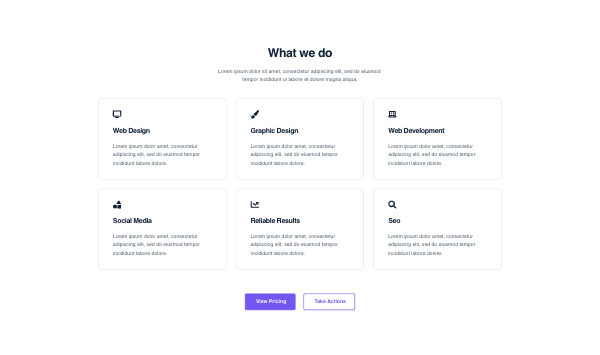 What we do
Lorem ipsum dolor sit amet, consectetur adipiscing elit, sed do eiusmod
tempor incididunt ut labore et dolore magna aliqua.
Web Design
Lorem ipsum dolor amet, consectetur
adipiscing elit, sed do eiusmod tempor
incididunt labore dolore.
Graphic Design
Lorem ipsum dolor amet, consectetur
adipiscing elit, sed do eiusmod tempor
incididunt labore dolore.
Web Development
Lorem ipsum dolor amet, consectetur
adipiscing elit, sed do eiusmod tempor
incididunt labore dolore.
Social Media
Lorem ipsum dolor amet, consectetur
adipiscing elit, sed do eiusmod tempor
incididunt labore dolore.
Reliable Results
Lorem ipsum dolor amet, consectetur
adipiscing elit, sed do eiusmod tempor
incididunt labore dolore.
Seo
Lorem ipsum dolor amet, consectetur
adipiscing elit, sed do eiusmod tempor
incididunt labore dolore.
View Pricing
Take Actions